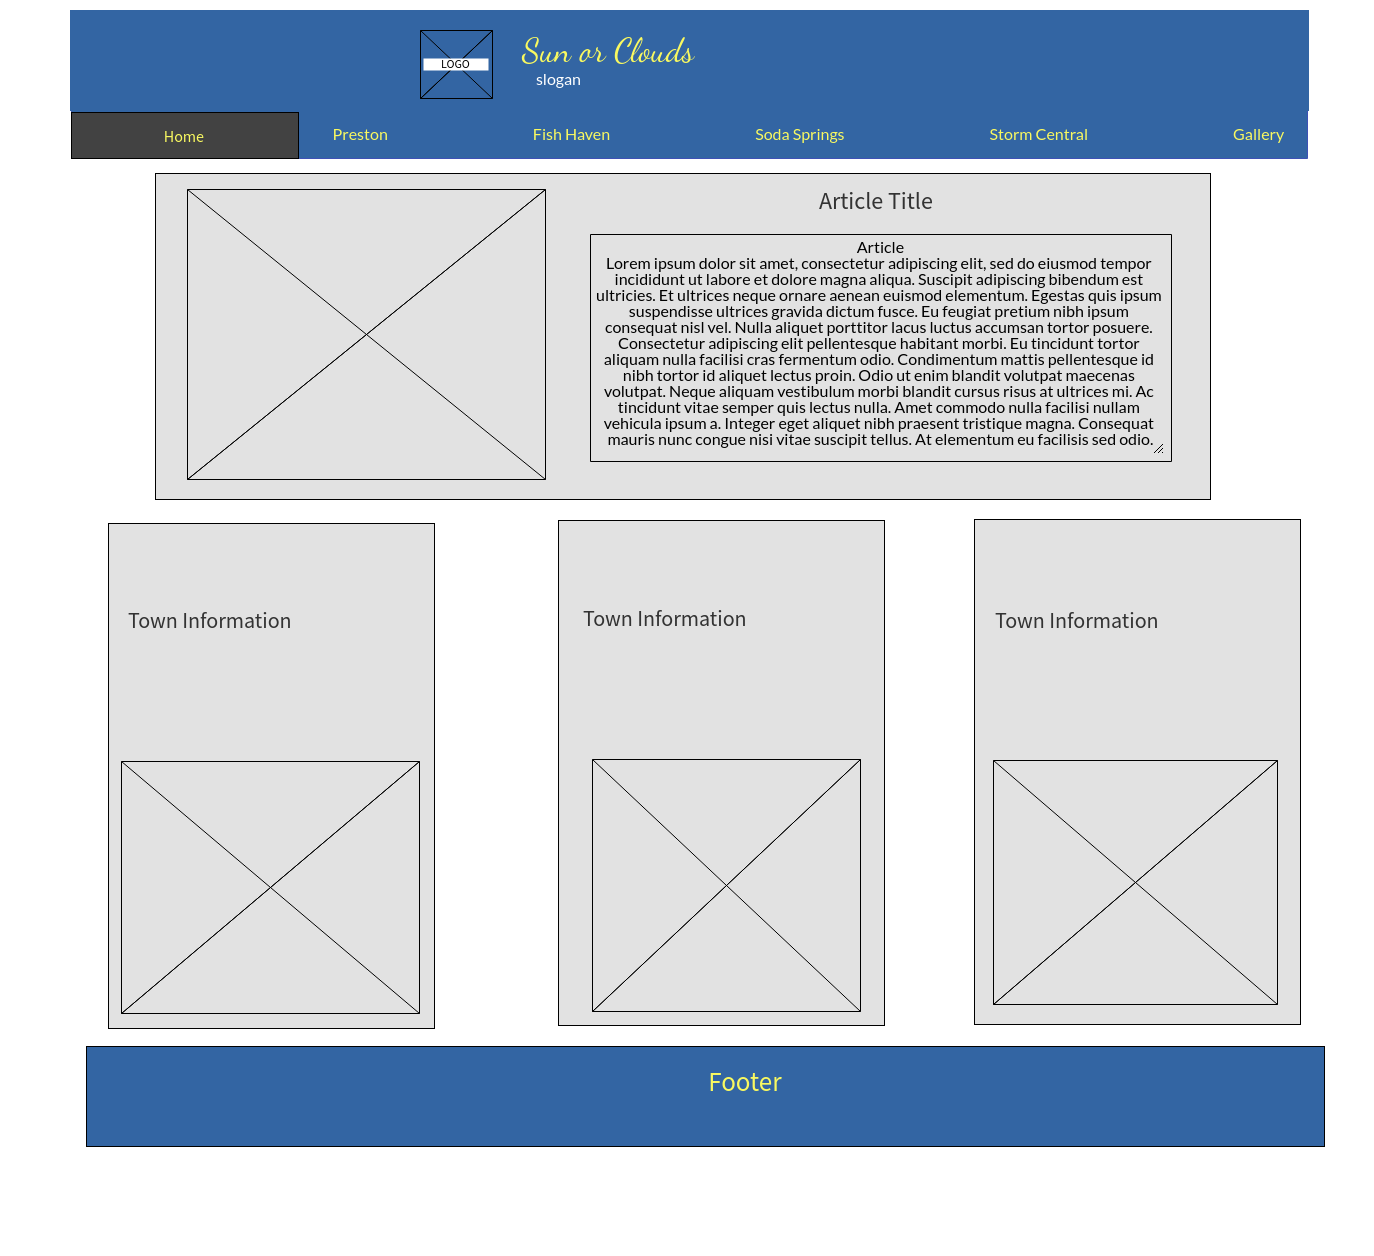 LOGO
Sun or Clouds
slogan
Home
Preston
Fish Haven
Soda Springs
Storm Central
Gallery
Article Title
Article
Lorem ipsum dolor sit amet, consectetur adipiscing elit, sed do eiusmod tempor
incididunt ut labore et dolore magna aliqua. Suscipit adipiscing bibendum est
ultricies. Et ultrices neque ornare aenean euismod elementum. Egestas quis ipsum
suspendisse ultrices gravida dictum fusce. Eu feugiat pretium nibh ipsum
consequat nisl vel. Nulla aliquet porttitor lacus luctus accumsan tortor posuere.
Consectetur adipiscing elit pellentesque habitant morbi. Eu tincidunt tortor
aliquam nulla facilisi cras fermentum odio. Condimentum mattis pellentesque id
nibh tortor id aliquet lectus proin. Odio ut enim blandit volutpat maecenas
volutpat. Neque aliquam vestibulum morbi blandit cursus risus at ultrices mi. Ac
tincidunt vitae semper quis lectus nulla. Amet commodo nulla facilisi nullam
vehicula ipsum a. Integer eget aliquet nibh praesent tristique magna. Consequat
mauris nunc congue nisi vitae suscipit tellus. At elementum eu facilisis sed odio.
Town Information
Town Information
Town Information
Footer